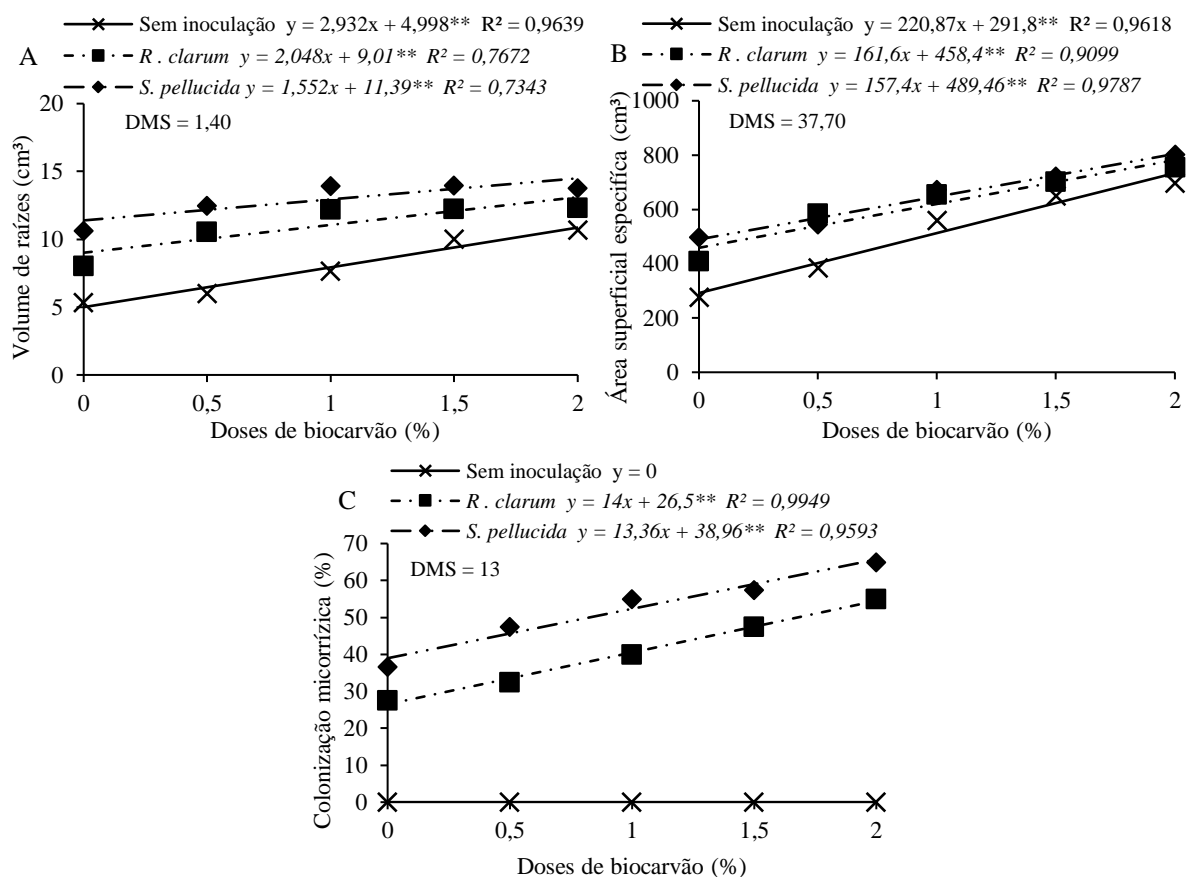 Sem inoculação y = 2,932x + 4,998** R² = 0,9639
A
R. clarum y = 2,048x + 9,01** R² = 0,7672
S. pellucida y = 1,552x + 11,39** R² = 0,7343
DMS = 1,40
Volume de raízes (cm³)
20
15
10
5
0
0 0,5 1 1,5 2
Doses de biocarvão (%)
Sem inoculação y = 220,87x + 291,8** R² = 0,9618
B
R. clarum y = 161,6x + 458,4** R² = 0,9099
S. pellucida y = 157,4x + 489,46** R² = 0,9787
DMS = 37,70
Área superficial específíca (cm³)
1000
800
600
400
200
0
0 0,5 1 1,5 2
Doses de biocarvão (%)
Sem inoculação y = 0
C
R. clarum y = 14x + 26,5** R² = 0,9949
S. pellucida y = 13,36x + 38,96** R² = 0,9593
DMS = 13
Colonização micorrízica (%)
70
60
50
40
30
20
10
0
0 0,5 1 1,5 2
Doses de biocarvão (%)